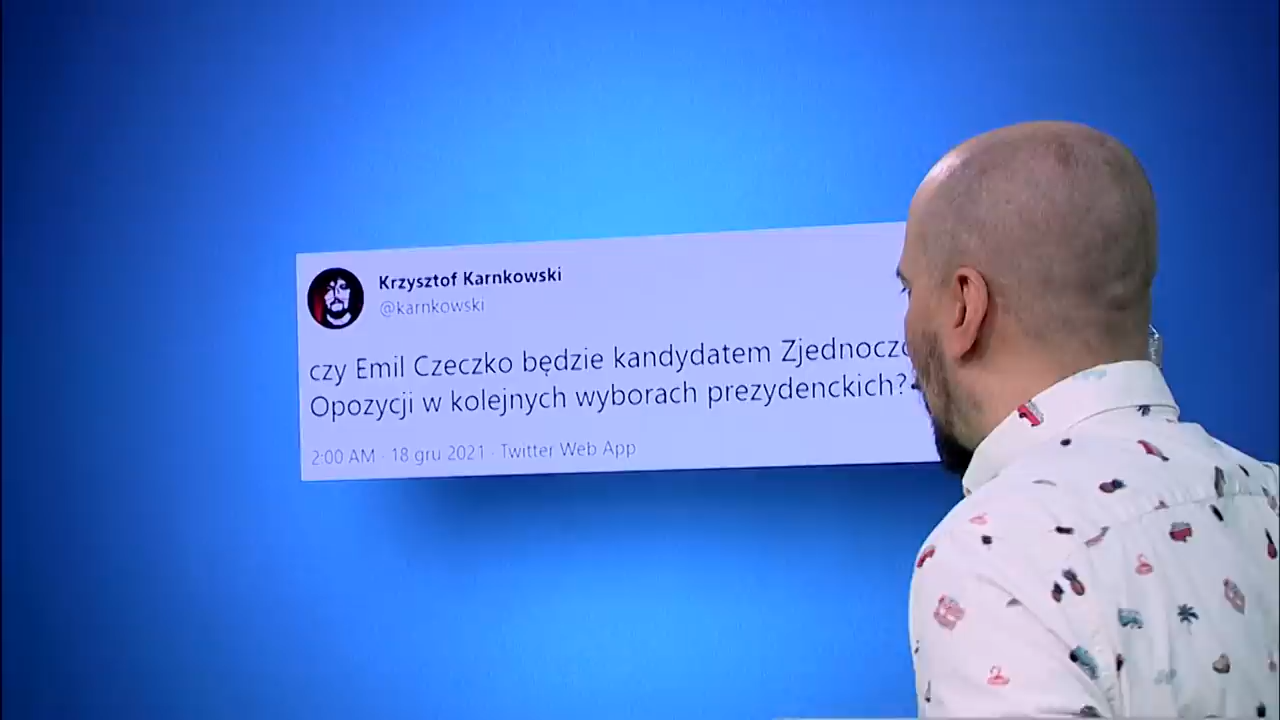 Krzysztof Karnkowski
@karnkowski
czy Emil Czeczko będzie kandydatem
Opozycji w kolejnych wyborach prezydenckich?
2:00 AM · 18 gru 2021 · Twitter Web App